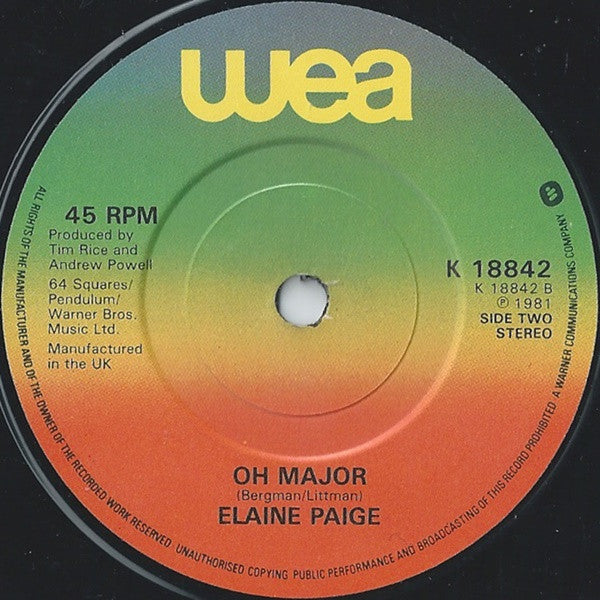 wea
45 RPM
Produced by
Tim Rice and
Andrew Powell
64 Squares/
Pendulum/
Warner Bros.
Music Ltd.
Manufactured
in the UK
K 18842
K 18842 B
Ⓟ 1981
SIDE TWO
STEREO
OH MAJOR
(Bergman/Littman)
ELAINE PAIGE
ALL RIGHTS OF THE MANUFACTURER AND OF THE OWNER OF THE RECORDED WORK RESERVED UNAUTHORISED COPYING PUBLIC PERFORMANCE AND BROADCASTING OF THIS RECORD PROHIBITED A WARNER COMMUNICATIONS COMPANY